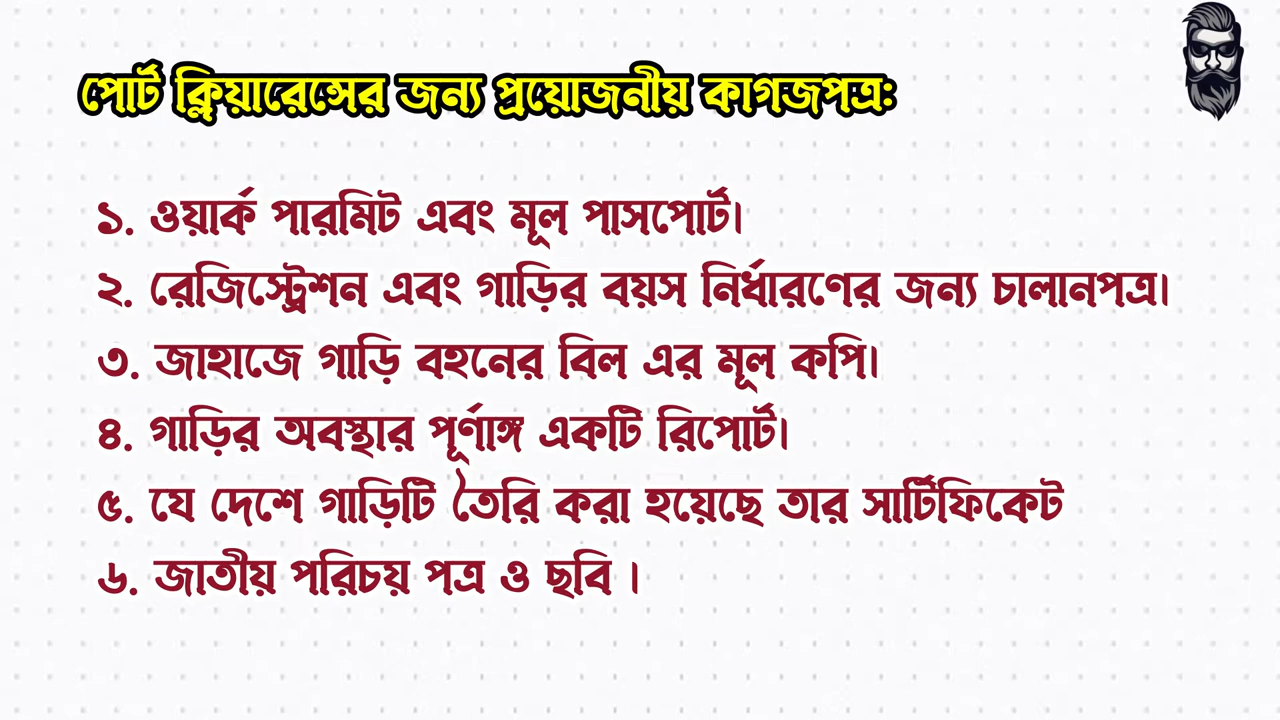 পোর্ট ক্লিয়ারেন্সের জন্য প্রয়োজনীয় কাগজপত্র:
১. ওয়ার্ক পারমিট এবং মূল পাসপোর্ট।
২. রেজিস্ট্রেশন এবং গাড়ির বয়স নির্ধারণের জন্য চালানপত্র।
৩. জাহাজে গাড়ি বহনের বিল এর মূল কপি।
৪. গাড়ির অবস্থার পূর্ণাঙ্গ একটি রিপোর্ট।
৫. যে দেশে গাড়িটি তৈরি করা হয়েছে তার সার্টিফিকেট
৬. জাতীয় পরিচয় পত্র ও ছবি ।